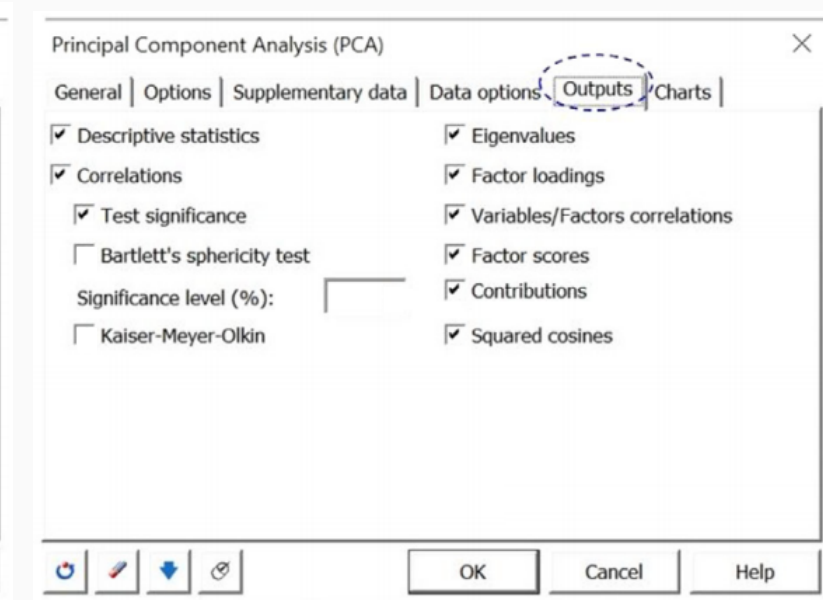 Principal Component Analysis (PCA)
General Options Supplementary data Data options Outputs Charts
Descriptive statistics
Correlations
Test significance
Bartlett's sphericity test
Significance level (%):
Kaiser-Meyer-Olkin
Eigenvalues
Factor loadings
Variables/Factors correlations
Factor scores
Contributions
Squared cosines
OK Cancel Help